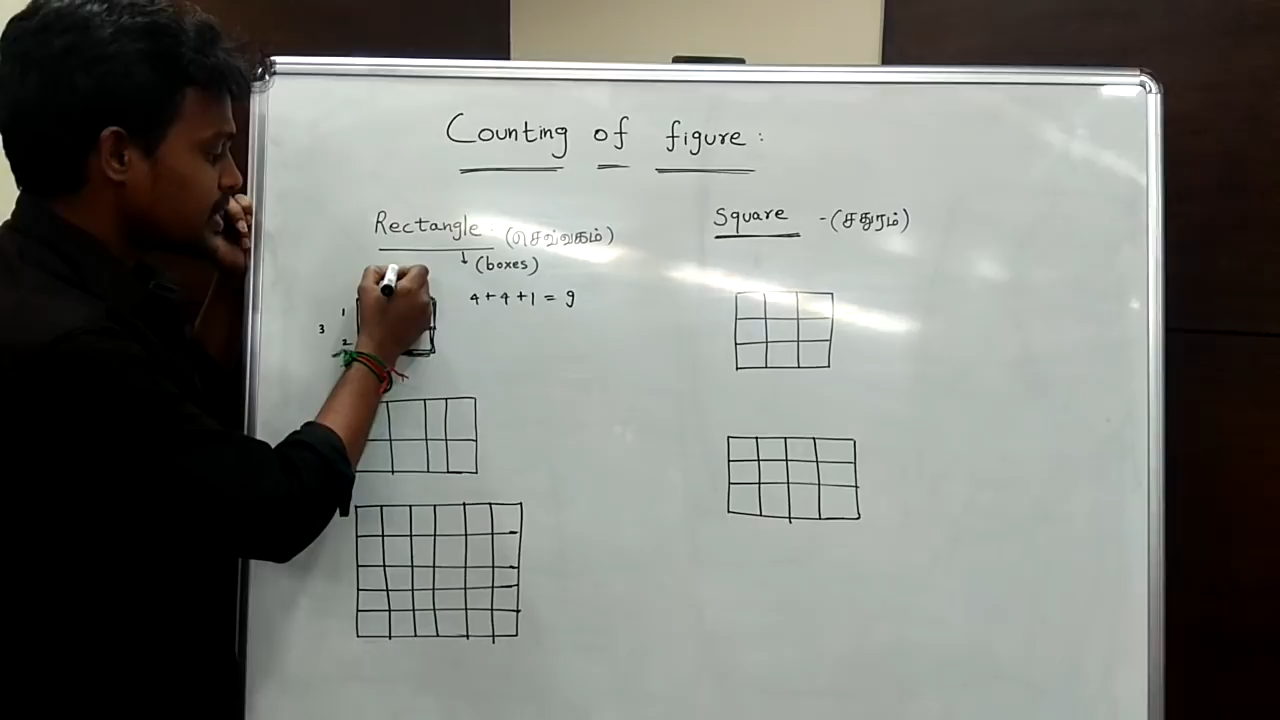 Counting of figure:
Rectangle. (செவ்வகம்)
↓ (boxes)
4+4+1 = 9
1
3
2
Square - (சதுரம்)